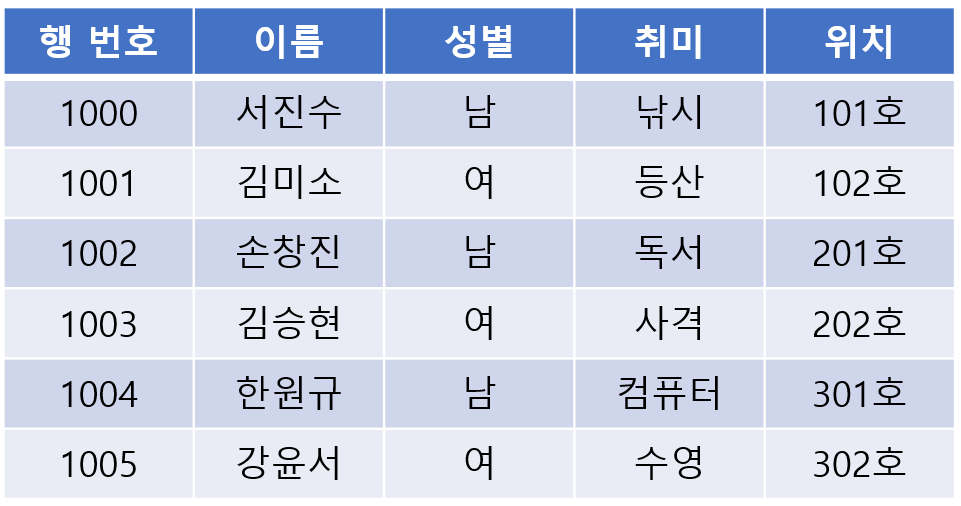 행 번호 이름 성별 취미 위치
1000 서진수 남 낚시 101호
1001 김미소 여 등산 102호
1002 손창진 남 독서 201호
1003 김승현 여 사격 202호
1004 한원규 남 컴퓨터 301호
1005 강윤서 여 수영 302호